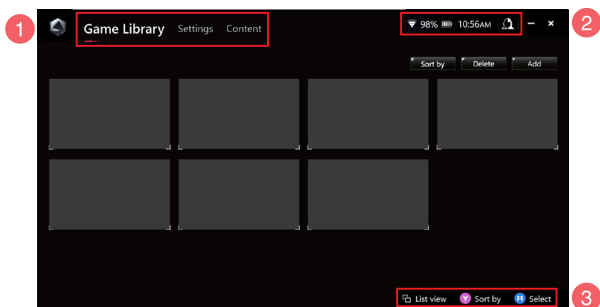 1
Game Library Settings Content
98% 10:56AM
2
Sort by Delete Add
List view Y Sort by R Select
3